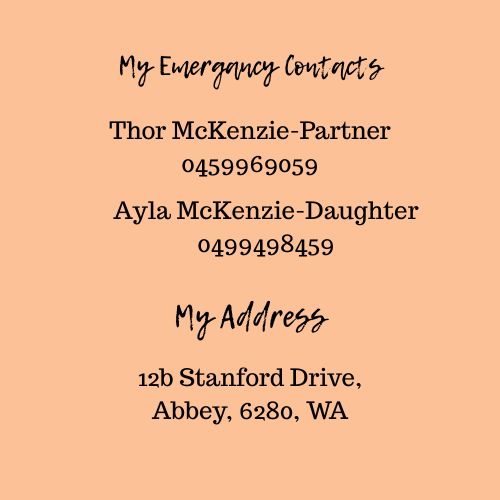 My Emergancy Contacts
Thor McKenzie-Partner
0459969059
Ayla McKenzie-Daughter
0499498459
My Address
12b Stanford Drive,
Abbey, 6280, WA